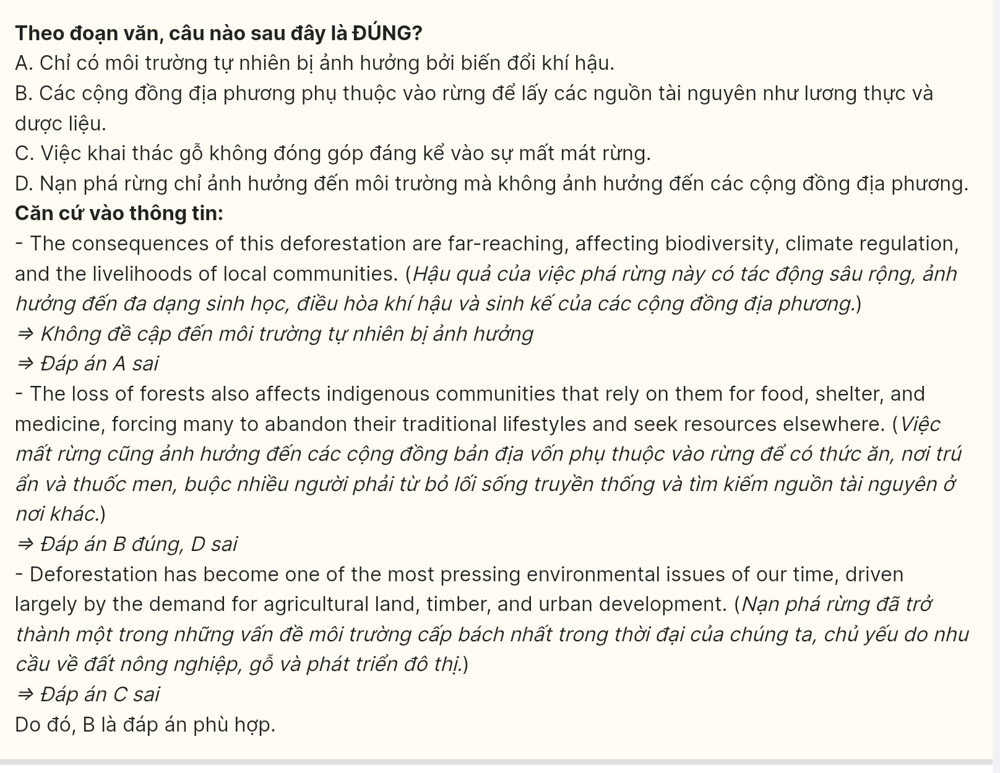 Theo đoạn văn, câu nào sau đây là ĐÚNG?
A. Chỉ có môi trường tự nhiên bị ảnh hưởng bởi biến đổi khí hậu.
B. Các cộng đồng địa phương phụ thuộc vào rừng để lấy các nguồn tài nguyên như lương thực và
dược liệu.
C. Việc khai thác gỗ không đóng góp đáng kể vào sự mất mát rừng.
D. Nạn phá rừng chỉ ảnh hưởng đến môi trường mà không ảnh hưởng đến các cộng đồng địa phương.
Căn cứ vào thông tin:
- The consequences of this deforestation are far-reaching, affecting biodiversity, climate regulation,
and the livelihoods of local communities. (Hậu quả của việc phá rừng này có tác động sâu rộng, ảnh
hưởng đến đa dạng sinh học, điều hòa khí hậu và sinh kế của các cộng đồng địa phương.)
⇒ Không đề cập đến môi trường tự nhiên bị ảnh hưởng
⇒ Đáp án A sai
- The loss of forests also affects indigenous communities that rely on them for food, shelter, and
medicine, forcing many to abandon their traditional lifestyles and seek resources elsewhere. (Việc
mất rừng cũng ảnh hưởng đến các cộng đồng bản địa vốn phụ thuộc vào rừng để có thức ăn, nơi trú
ẩn và thuốc men, buộc nhiều người phải từ bỏ lối sống truyền thống và tìm kiếm nguồn tài nguyên ở
nơi khác.)
⇒ Đáp án B đúng, D sai
- Deforestation has become one of the most pressing environmental issues of our time, driven
largely by the demand for agricultural land, timber, and urban development. (Nạn phá rừng đã trở
thành một trong những vấn đề môi trường cấp bách nhất trong thời đại của chúng ta, chủ yếu do nhu
cầu về đất nông nghiệp, gỗ và phát triển đô thị.)
⇒ Đáp án C sai
Do đó, B là đáp án phù hợp.